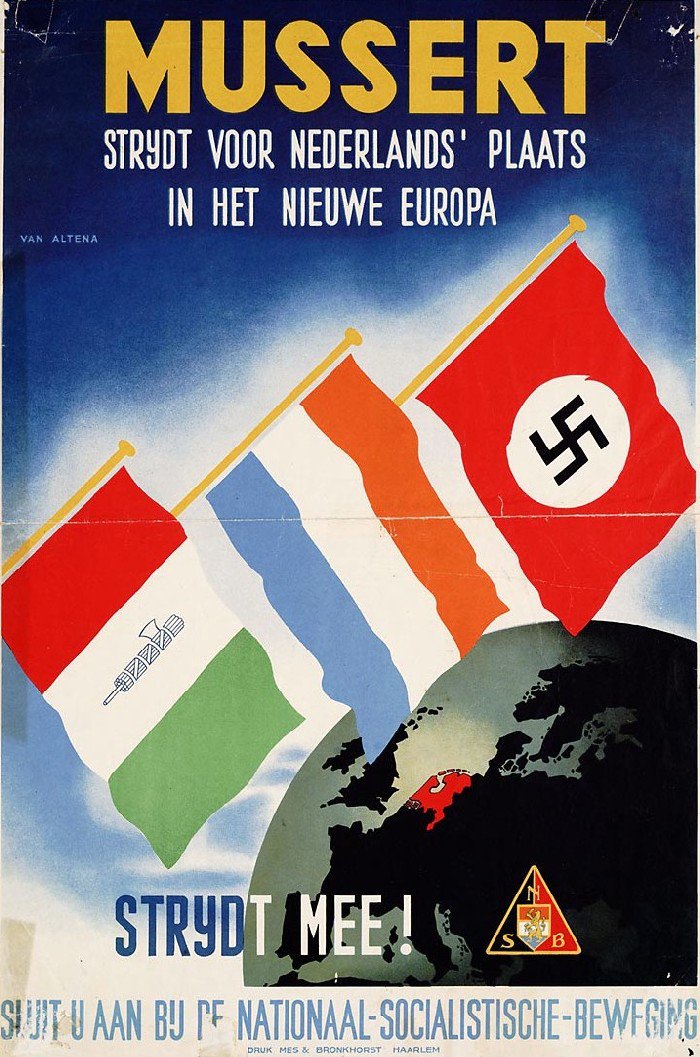 MUSSERT
STRYDT VOOR NEDERLANDS' PLAATS
IN HET NIEUWE EUROPA
VAN ALTENA
STRYDT MEE!
N
S B
SLUIT U AAN BIJ DE NATIONAAL-SOCIALISTISCHE-BEWEGING
DRUK MES & BRONKHORST HAARLEM